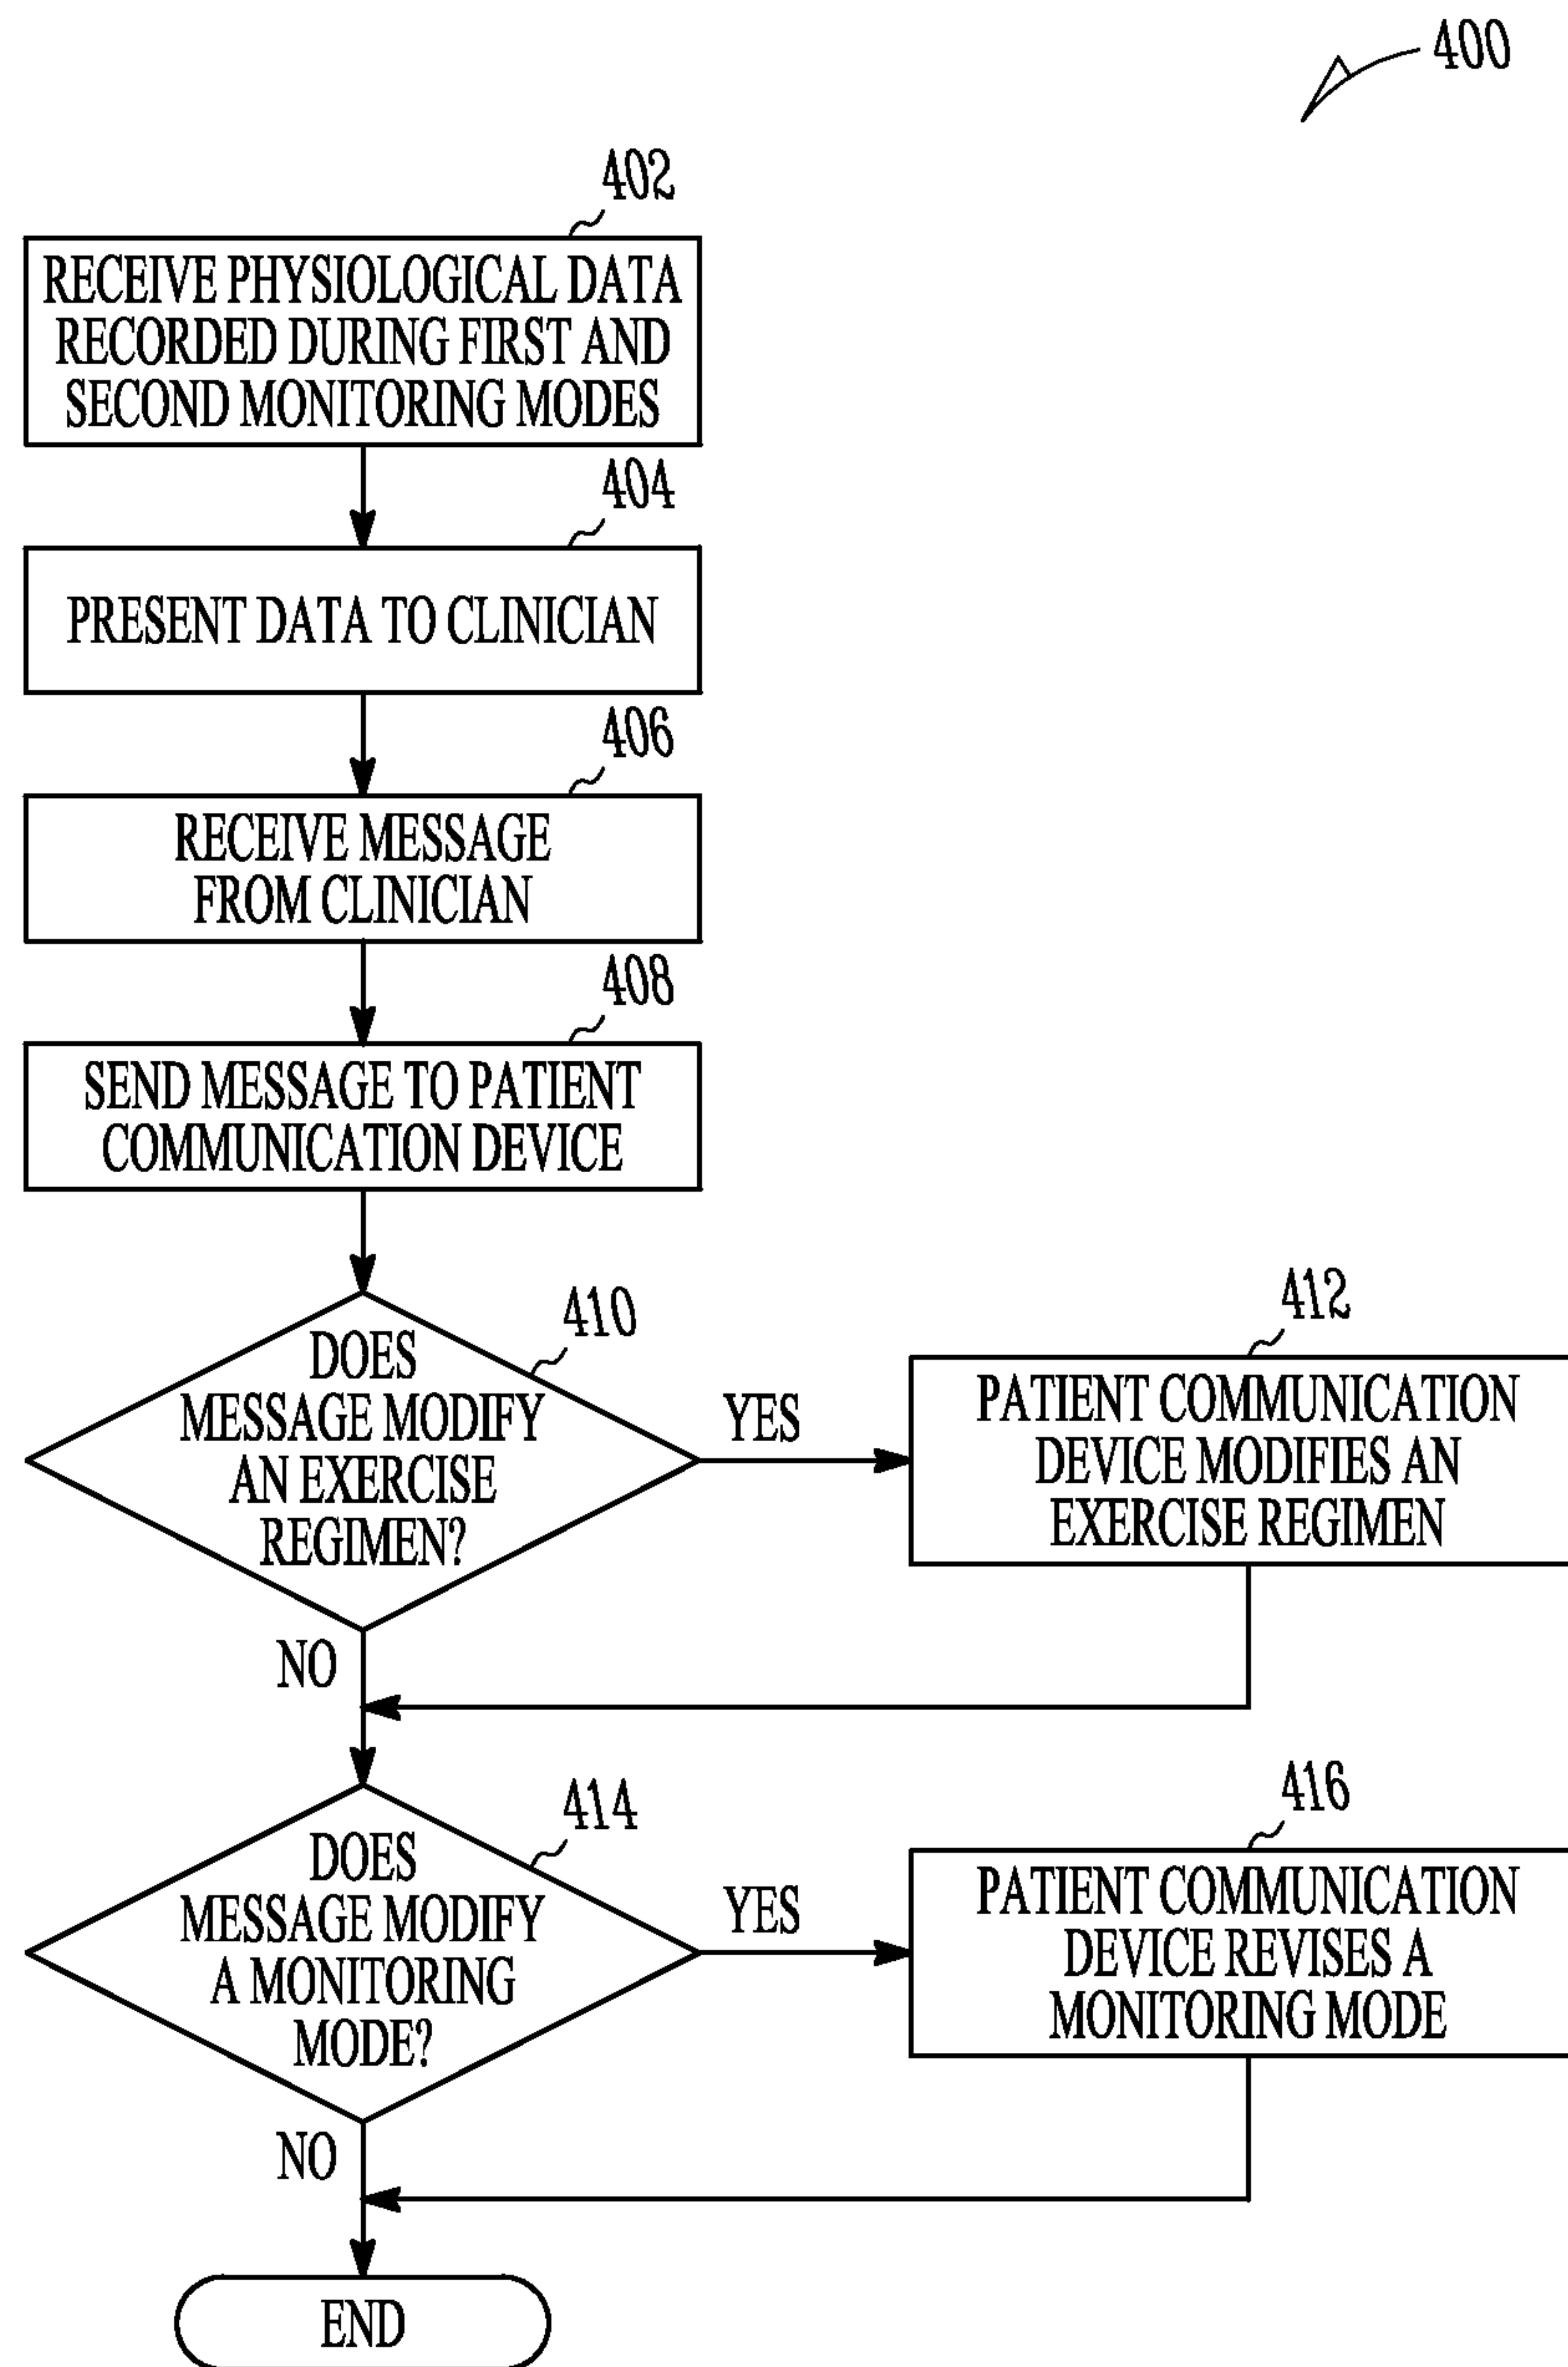 400
402
RECEIVE PHYSIOLOGICAL DATA
RECORDED DURING FIRST AND
SECOND MONITORING MODES
404
PRESENT DATA TO CLINICIAN
406
RECEIVE MESSAGE
FROM CLINICIAN
408
SEND MESSAGE TO PATIENT
COMMUNICATION DEVICE
410
DOES
MESSAGE MODIFY
AN EXERCISE
REGIMEN?
YES
412
PATIENT COMMUNICATION
DEVICE MODIFIES AN
EXERCISE REGIMEN
NO
414
DOES
MESSAGE MODIFY
A MONITORING
MODE?
YES
416
PATIENT COMMUNICATION
DEVICE REVISES A
MONITORING MODE
NO
END